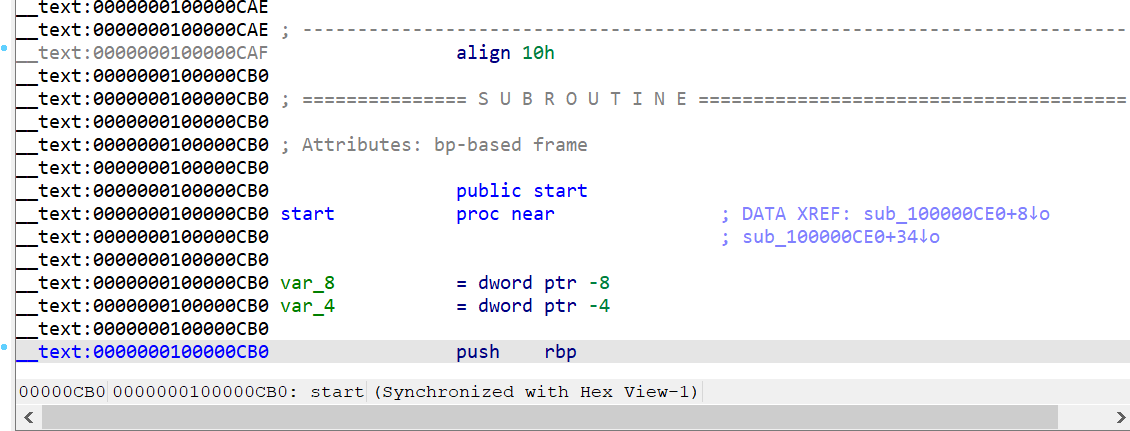 __text:0000000100000CAE
__text:0000000100000CAE ; ---------------------------------------------------------------------------
__text:0000000100000CAF                 align 10h
__text:0000000100000CB0
__text:0000000100000CB0 ; =============== S U B R O U T I N E =======================================
__text:0000000100000CB0
__text:0000000100000CB0 ; Attributes: bp-based frame
__text:0000000100000CB0
__text:0000000100000CB0                 public start
__text:0000000100000CB0 start           proc near               ; DATA XREF: sub_100000CE0+8↓o
__text:0000000100000CB0                                         ; sub_100000CE0+34↓o
__text:0000000100000CB0
__text:0000000100000CB0 var_8           = dword ptr -8
__text:0000000100000CB0 var_4           = dword ptr -4
__text:0000000100000CB0
__text:0000000100000CB0                 push    rbp
00000CB0 0000000100000CB0: start (Synchronized with Hex View-1)